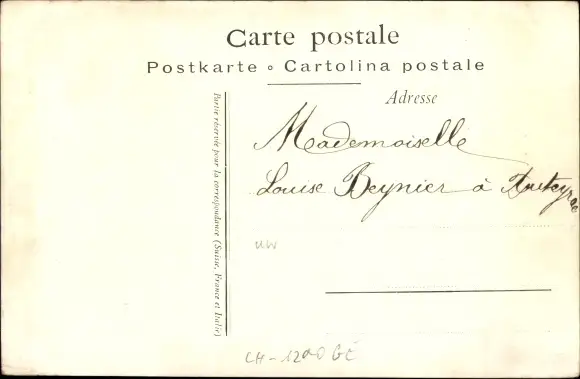 Carte postale
Postkarte ∘ Cartolina postale
Adresse
Partie réservée pour la correspondance (Suisse, France et Italie)
Mademoiselle
Louise Beynier à
uw
CH-1200 GE